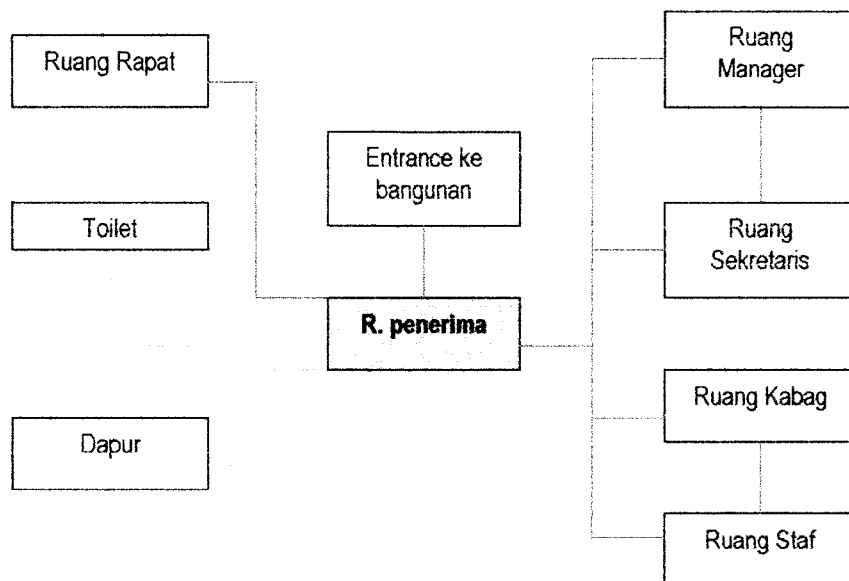 Ruang Rapat
Toilet
Dapur
Entrance ke
bangunan
R. penerima
Ruang
Manager
Ruang
Sekretaris
Ruang Kabag
Ruang Staf